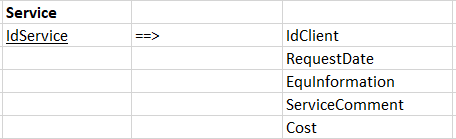 Service
IdService ==> IdClient
RequestDate
EquInformation
ServiceComment
Cost